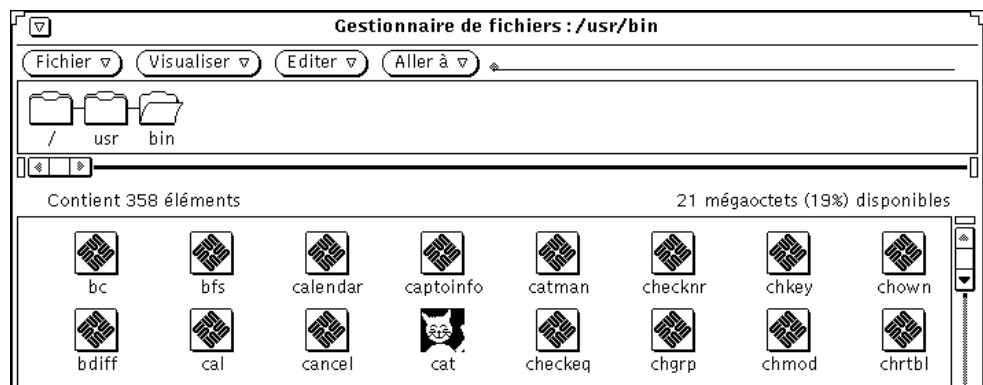 Gestionnaire de fichiers :/usr/bin
Fichier Visualiser Editer Aller à
/ usr bin
Contient 358 éléments 21 mégaoctets (19%) disponibles
bc bfs calendar captoinfo catman checknr chkey chown
bdiff cal cancel cat checkeq chgrp chmod chrtbl